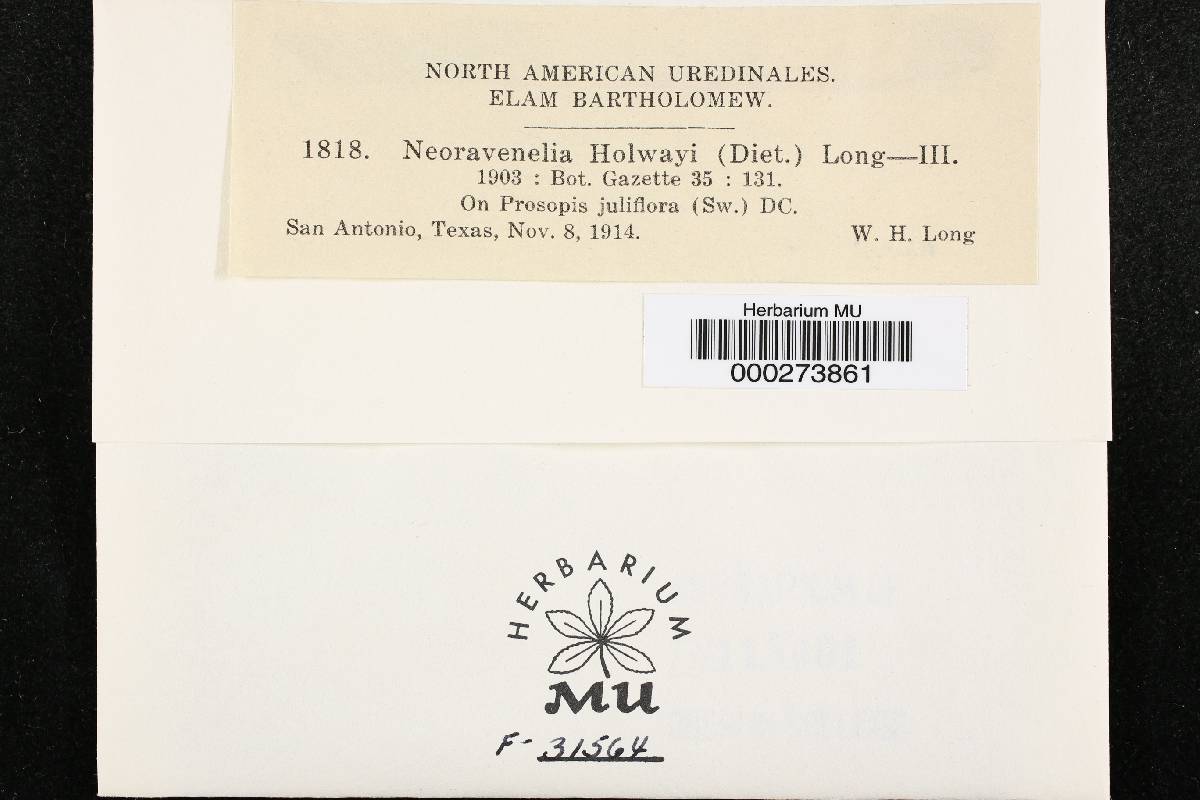 NORTH AMERICAN UREDINALES.
ELAM BARTHOLOMEW.
1818. Neoravenelia Holwayi (Diet.) Long—III.
1903 : Bot. Gazette 35 : 131.
On Prosopis juliflora (Sw.) DC.
San Antonio, Texas, Nov. 8, 1914. W. H. Long
Herbarium MU
000273861
HERBARIUM
MU
F- 31564